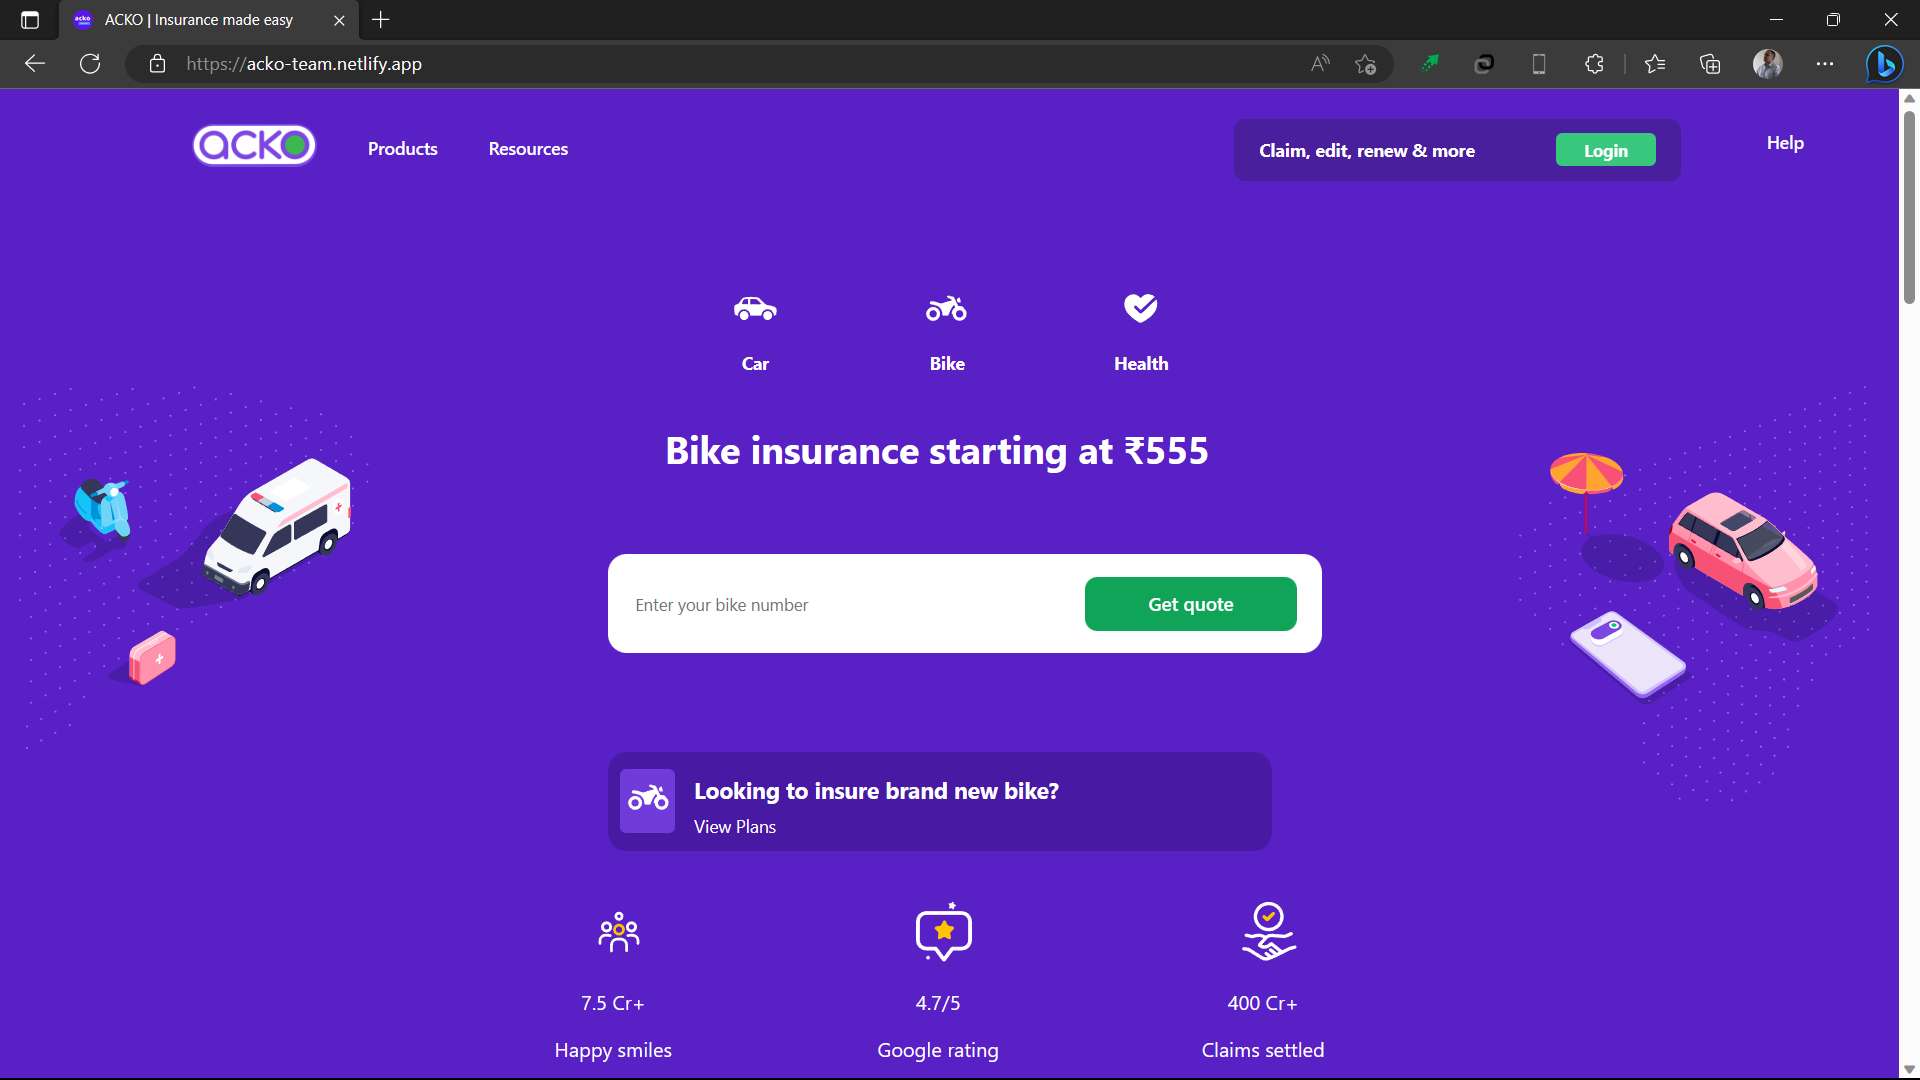 ACKO | Insurance made easy
https://acko-team.netlify.app
acko
Products
Resources
Claim, edit, renew & more
Login
Help
Car
Bike
Health
Bike insurance starting at ₹555
Enter your bike number
Get quote
Looking to insure brand new bike?
View Plans
7.5 Cr+
4.7/5
400 Cr+
Happy smiles
Google rating
Claims settled